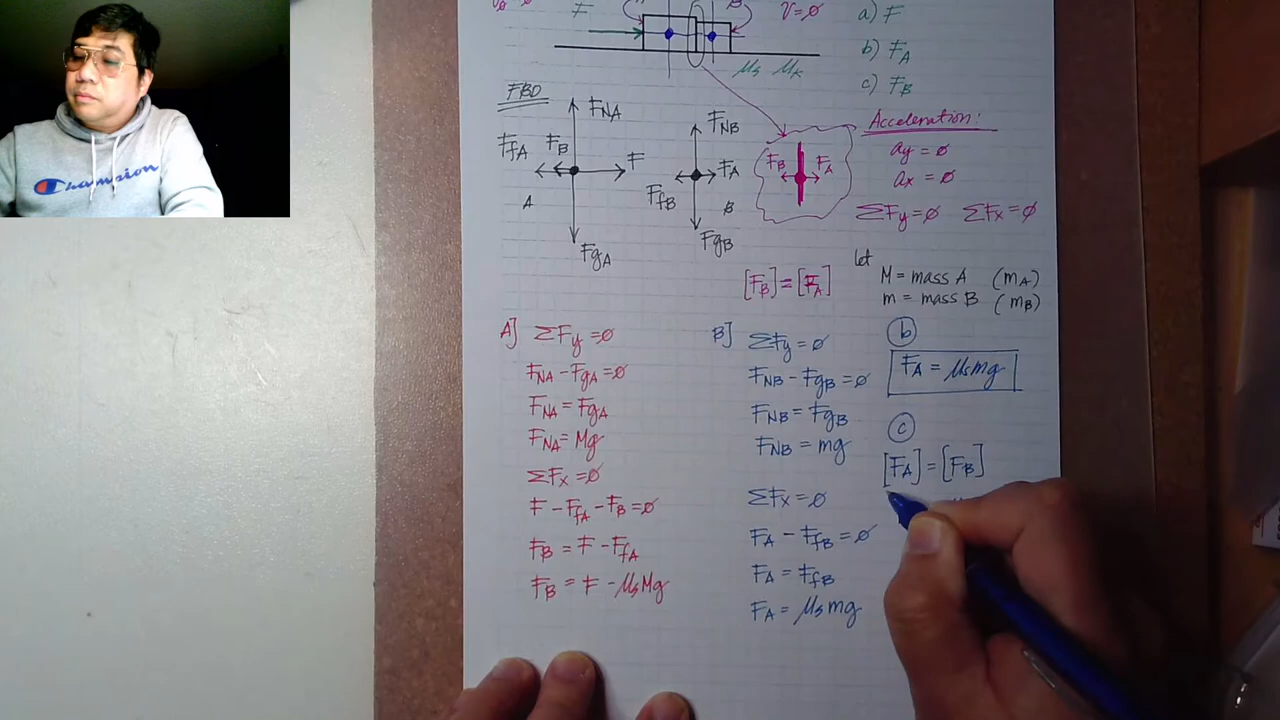 F
V=∅
a) F
b) F_A
c) F_B
μs μk
FBD
F_NA
F_fA
F_B
F
A
F_gA
F_NB
F_A
F_fB
B
F_gB
F_B F_A
Acceleration:
ay = ∅
ax = ∅
ΣFy = ∅ ΣFx = ∅
[F_B] = [F_A]
let
M = mass A (m_A)
m = mass B (m_B)
A] ΣFy = ∅
F_NA - F_gA = ∅
F_NA = F_gA
F_NA = Mg
ΣFx = ∅
F - F_fA - F_B = ∅
F_B = F - F_fA
F_B = F - μsMg
B] ΣFy = ∅
F_NB - F_gB = ∅
F_NB = F_gB
F_NB = mg
ΣFx = ∅
F_A - F_fB = ∅
F_A = F_fB
F_A = μsmg
b
F_A = μsmg
c
[F_A] = [F_B]
Champion